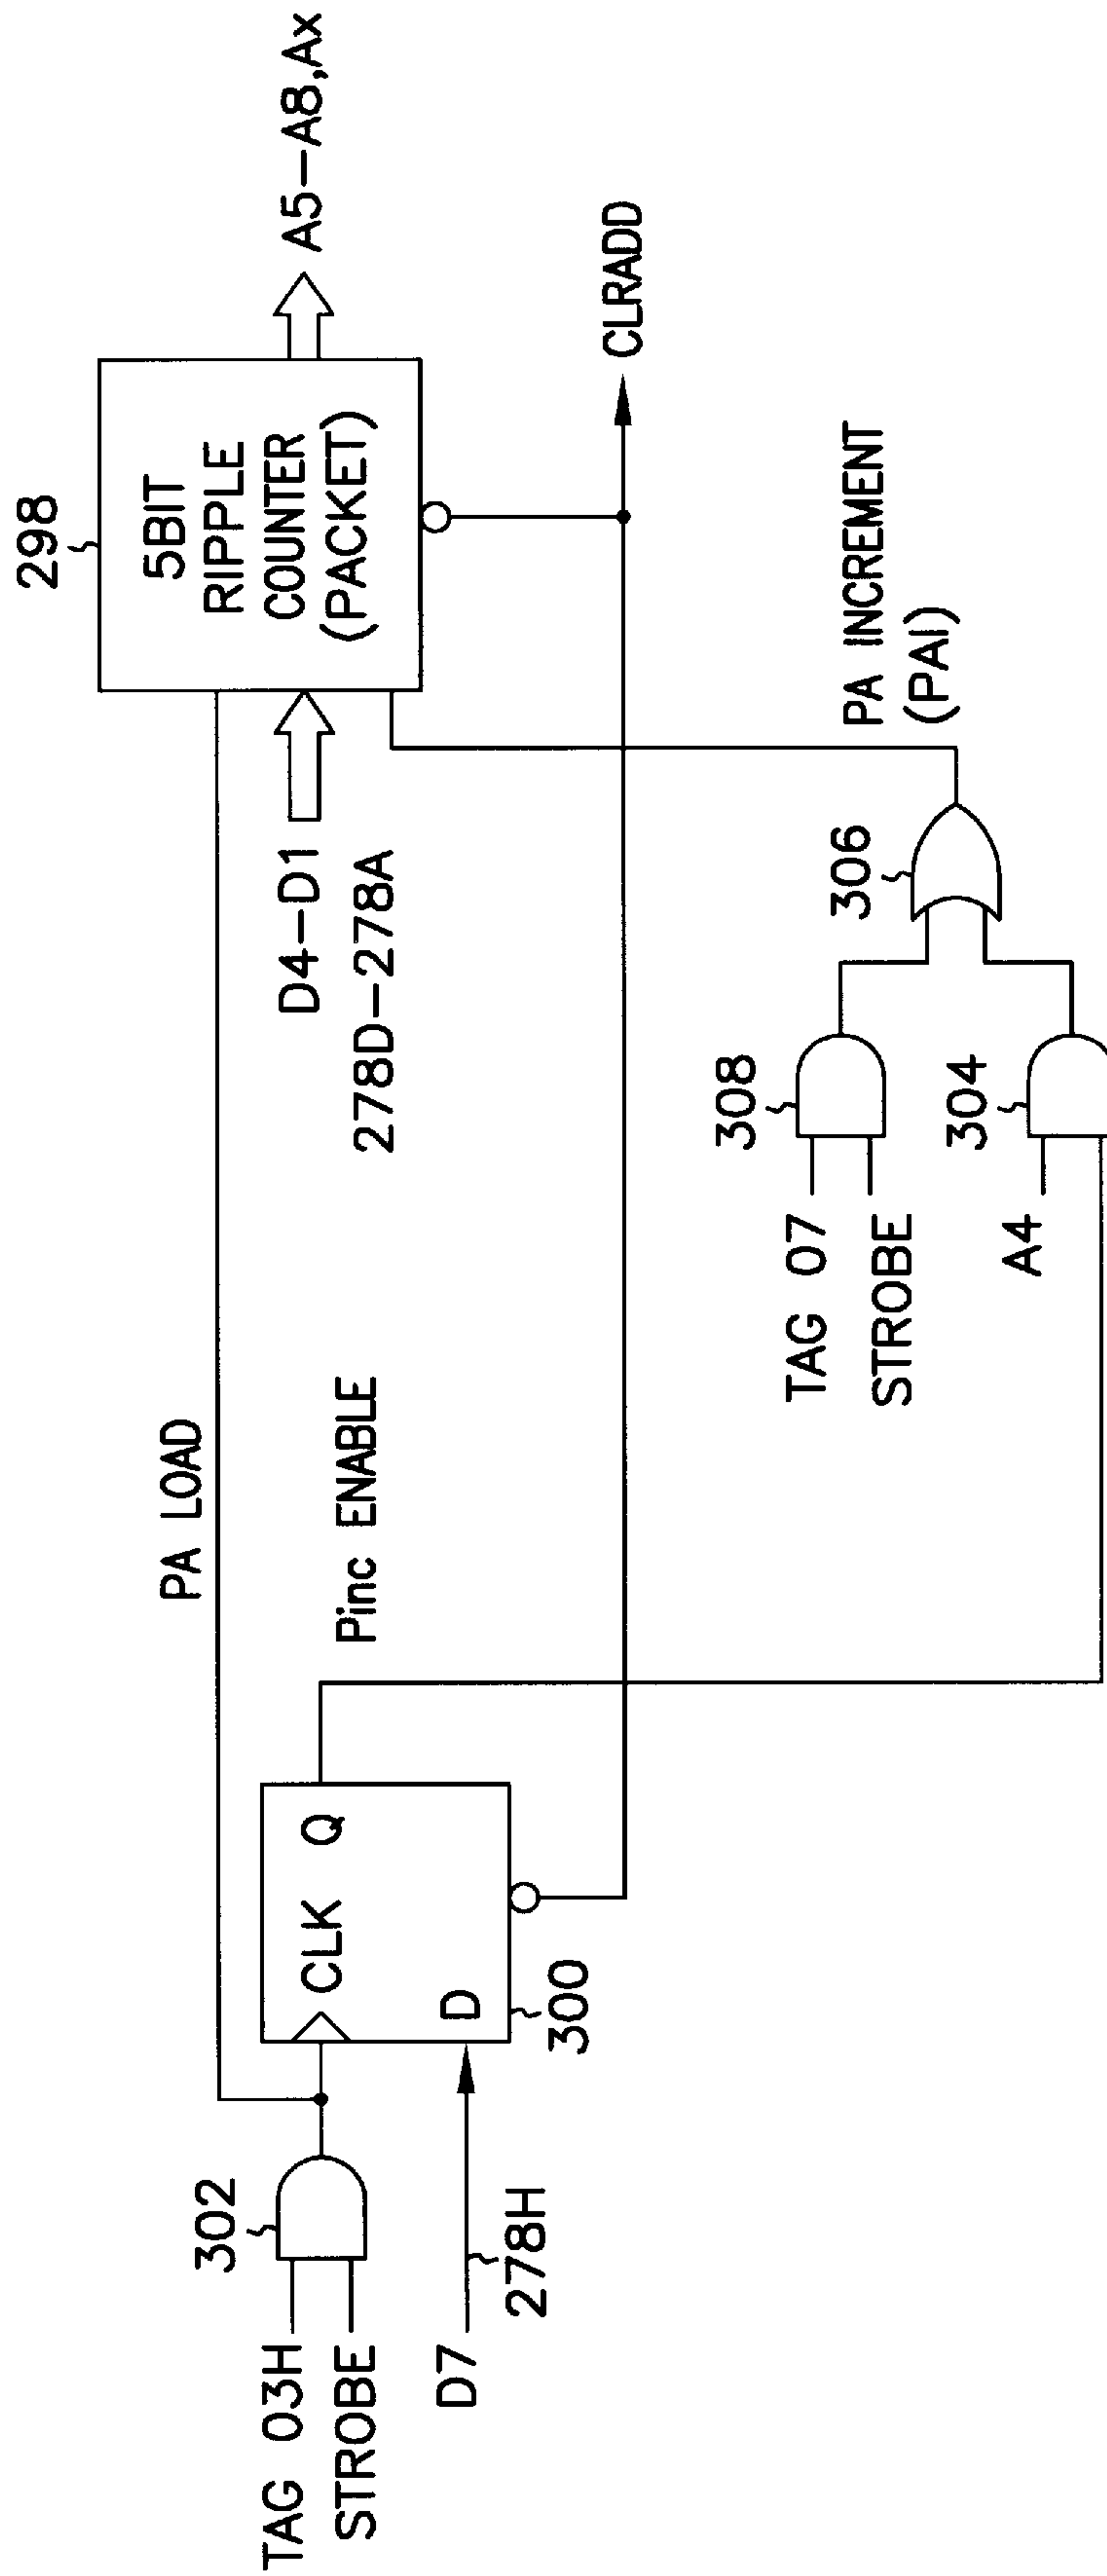 298
5BIT
RIPPLE
COUNTER
(PACKET)
A5-A8,Ax
PA LOAD
D4-D1
278D-278A
Pinc ENABLE
302
TAG 03H
STROBE
CLK Q
D
300
D7
278H
CLRADD
PA INCREMENT
(PAI)
306
308
TAG 07
STROBE
304
A4